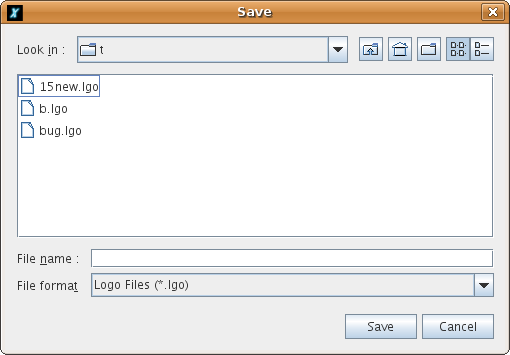 Save
Look in :
t
15new.lgo
b.lgo
bug.lgo
File name :
File format
Logo Files (*.lgo)
Save
Cancel